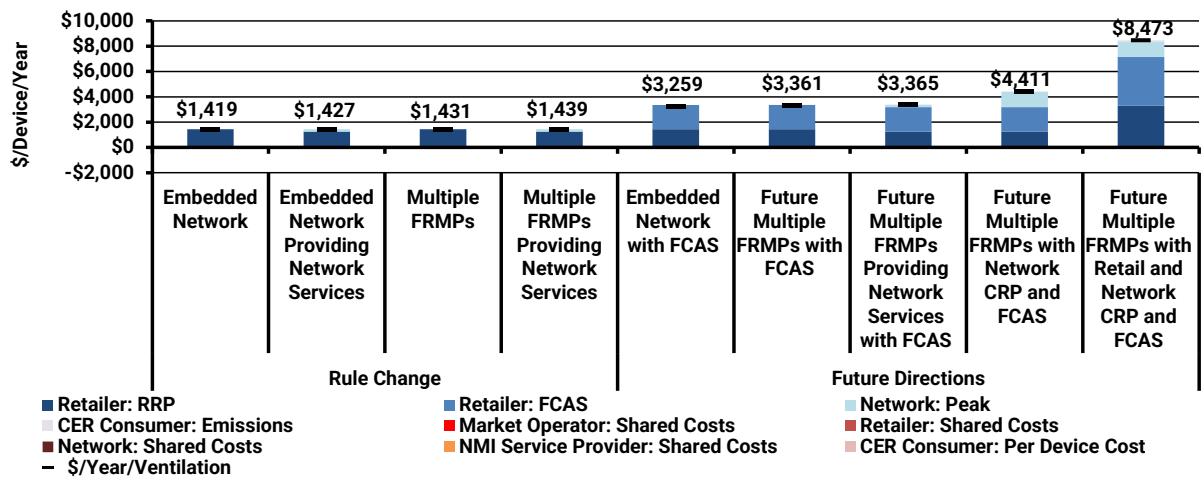 $/Device/Year
$10,000
$8,000
$6,000
$4,000
$2,000
$0
-$2,000
$1,419
$1,427
$1,431
$1,439
$3,259
$3,361
$3,365
$4,411
$8,473
Embedded
Network
Embedded
Network
Providing
Network
Services
Multiple
FRMPs
Multiple
FRMPs
Providing
Network
Services
Embedded
Network
with FCAS
Future
Multiple
FRMPs with
FCAS
Future
Multiple
FRMPs
Providing
Network
Services
with FCAS
Future
Multiple
FRMPs with
Network
CRP and
FCAS
Future
Multiple
FRMPs with
Retail and
Network
CRP and
FCAS
Rule Change
Future Directions
Retailer: RRP
Retailer: FCAS
Network: Peak
CER Consumer: Emissions
Market Operator: Shared Costs
Retailer: Shared Costs
Network: Shared Costs
NMI Service Provider: Shared Costs
CER Consumer: Per Device Cost
$/Year/Ventilation